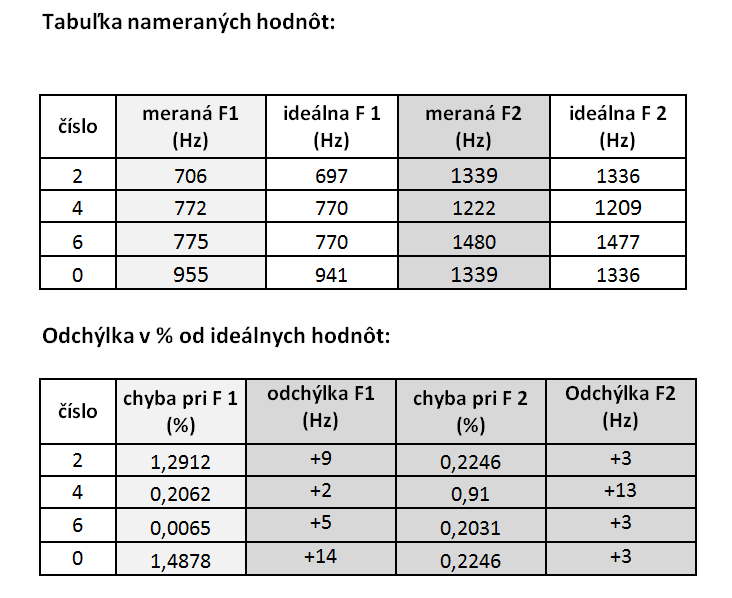 Tabuľka nameraných hodnôt:
číslo | meraná F1 (Hz) | ideálna F 1 (Hz) | meraná F2 (Hz) | ideálna F 2 (Hz)
2 | 706 | 697 | 1339 | 1336
4 | 772 | 770 | 1222 | 1209
6 | 775 | 770 | 1480 | 1477
0 | 955 | 941 | 1339 | 1336
Odchýlka v % od ideálnych hodnôt:
číslo | chyba pri F 1 (%) | odchýlka F1 (Hz) | chyba pri F 2 (%) | Odchýlka F2 (Hz)
2 | 1,2912 | +9 | 0,2246 | +3
4 | 0,2062 | +2 | 0,91 | +13
6 | 0,0065 | +5 | 0,2031 | +3
0 | 1,4878 | +14 | 0,2246 | +3